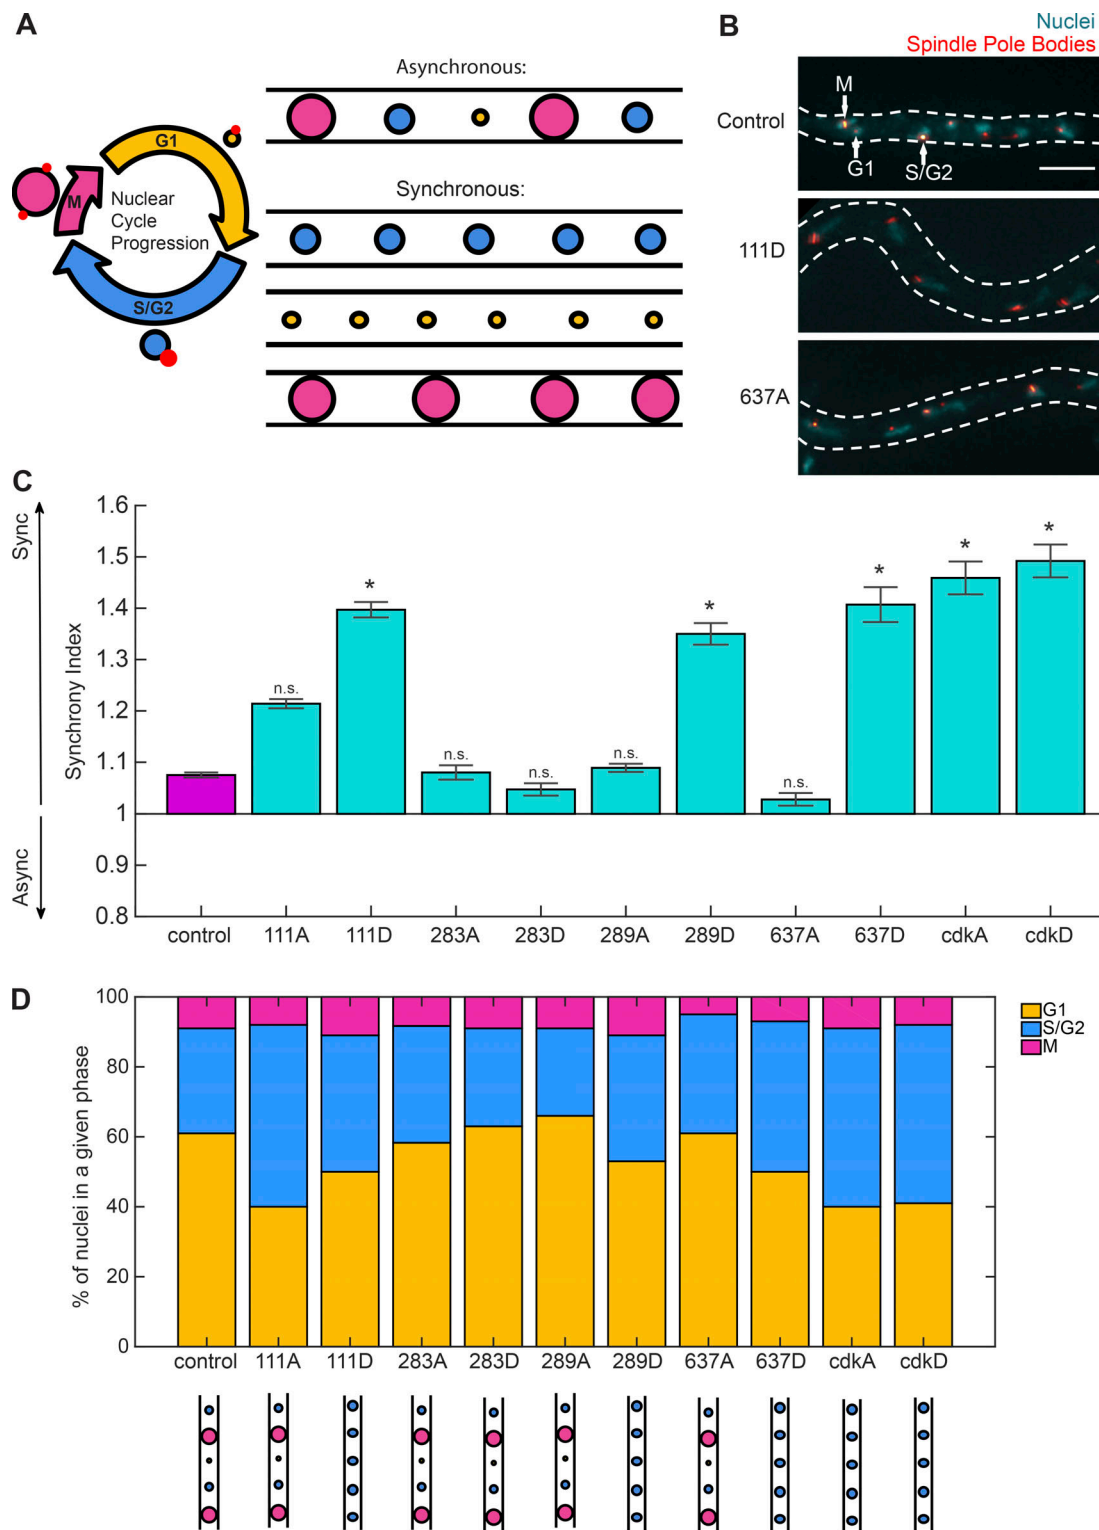 A
Asynchronous:
G1
M
Nuclear
Cycle
Progression
S/G2
Synchronous:
B
Nuclei
Spindle Pole Bodies
Control
M
G1
S/G2
111D
637A
C
Sync
Async
Synchrony Index
1.6
1.5
1.4
1.3
1.2
1.1
1
0.9
0.8
n.s.
*
n.s.
n.s.
n.s.
*
n.s.
*
*
*
control 111A 111D 283A 283D 289A 289D 637A 637D cdkA cdkD
D
% of nuclei in a given phase
100
80
60
40
20
0
G1
S/G2
M
control 111A 111D 283A 283D 289A 289D 637A 637D cdkA cdkD